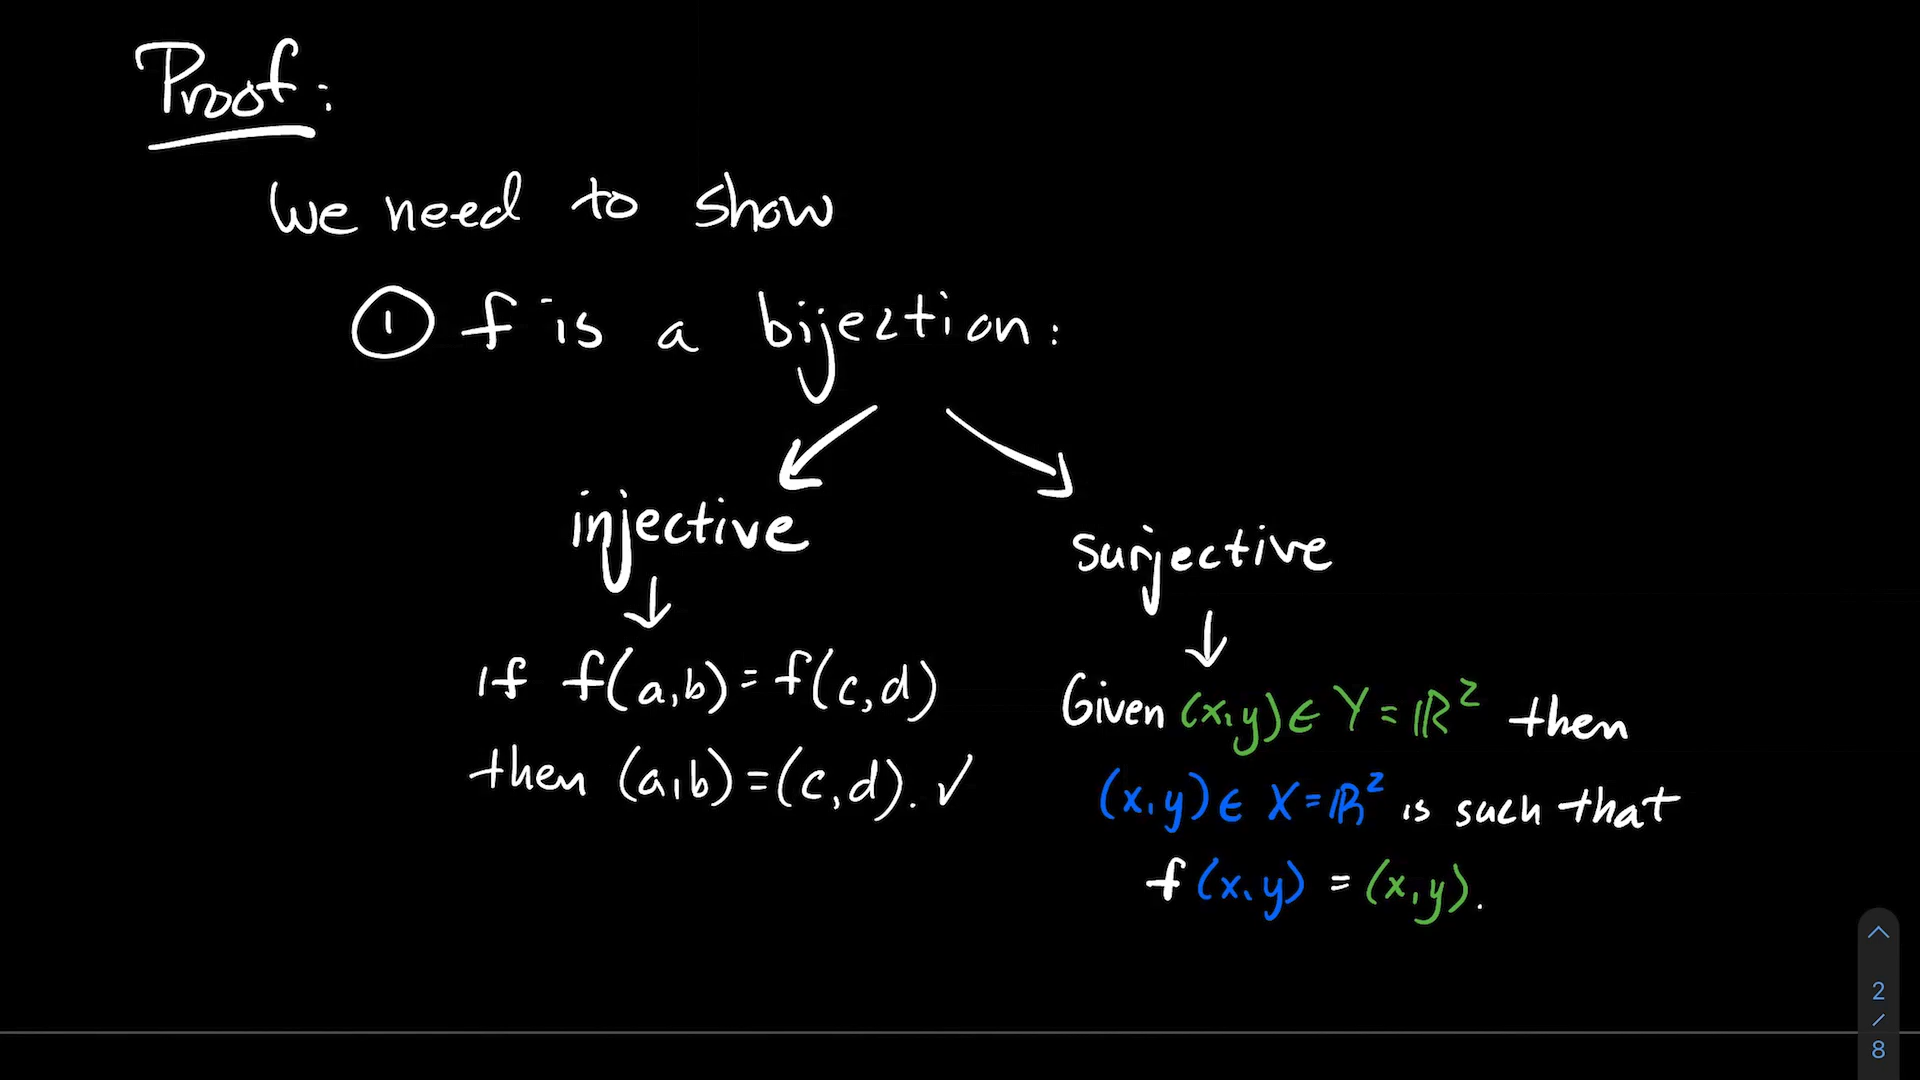 Proof:
We need to show
① f is a bijection:
injective
surjective
If f(a,b) = f(c,d)
then (a,b) = (c,d). ✓
Given (x,y) ∈ Y = ℝ² then
(x,y) ∈ X = ℝ² is such that
f(x,y) = (x,y).
2
/
8